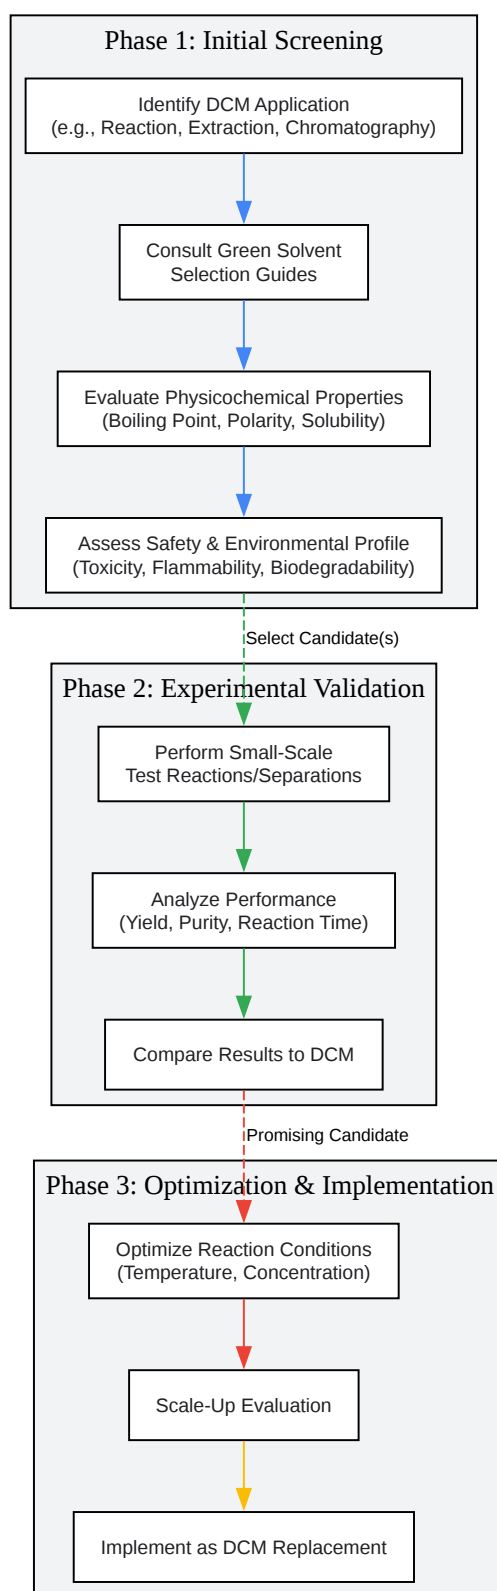 Phase 1: Initial Screening
Identify DCM Application
(e.g., Reaction, Extraction, Chromatography)
Consult Green Solvent
Selection Guides
Evaluate Physicochemical Properties
(Boiling Point, Polarity, Solubility)
Assess Safety & Environmental Profile
(Toxicity, Flammability, Biodegradability)
Select Candidate(s)
Phase 2: Experimental Validation
Perform Small-Scale
Test Reactions/Separations
Analyze Performance
(Yield, Purity, Reaction Time)
Compare Results to DCM
Promising Candidate
Phase 3: Optimization & Implementation
Optimize Reaction Conditions
(Temperature, Concentration)
Scale-Up Evaluation
Implement as DCM Replacement